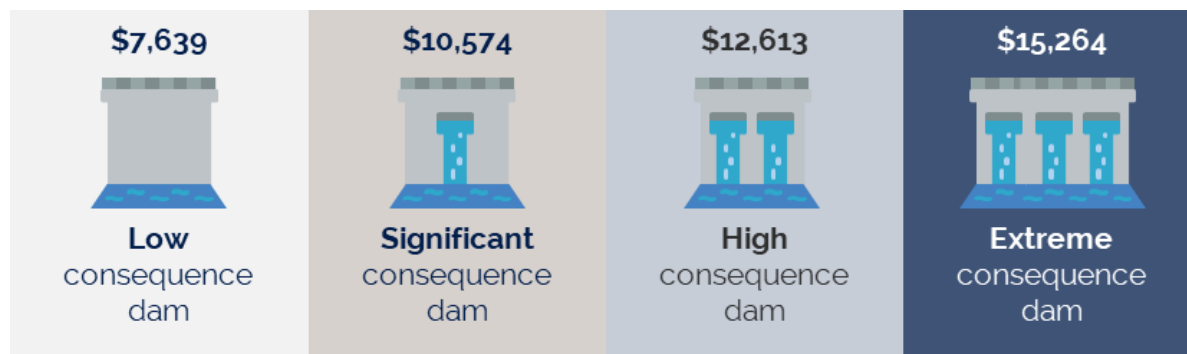 $7,639
Low
consequence
dam
$10,574
Significant
consequence
dam
$12,613
High
consequence
dam
$15,264
Extreme
consequence
dam